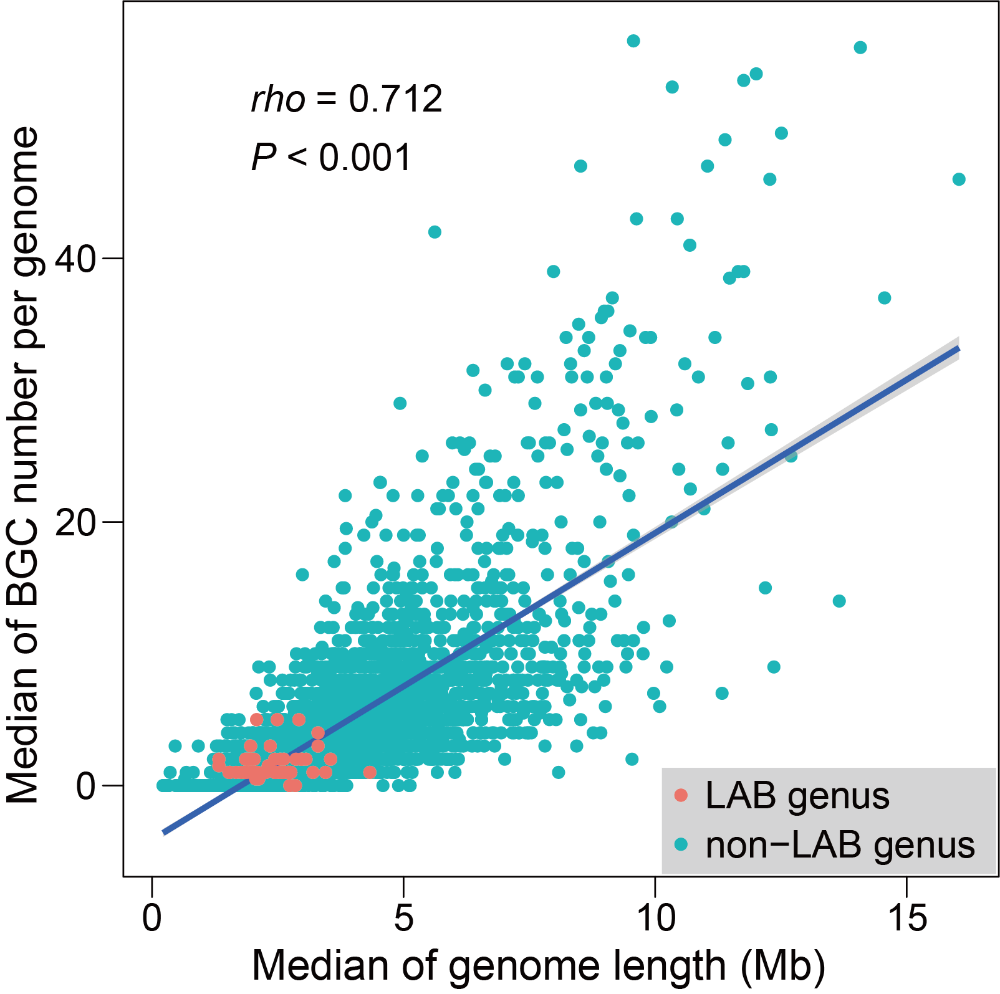 rho = 0.712
P < 0.001
Median of BGC number per genome
40
20
0
LAB genus
non−LAB genus
0 5 10 15
Median of genome length (Mb)